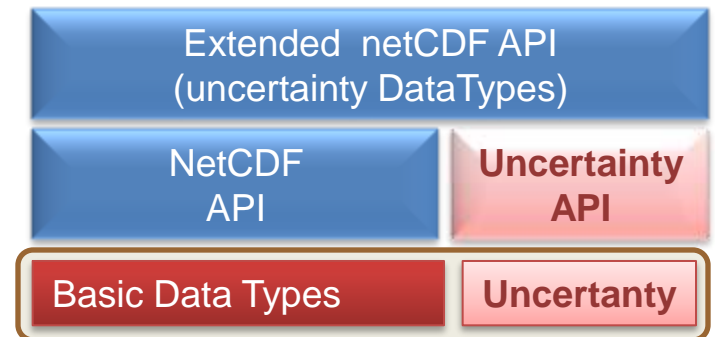 Extended netCDF API
(uncertainty DataTypes)
NetCDF Uncertainty
API API
Basic Data Types Uncertanty